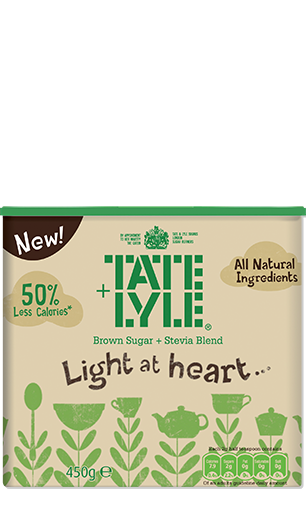 New!
BY APPOINTMENT
TO HER MAJESTY
THE QUEEN
TATE & LYLE SUGARS
LONDON
SUGAR REFINERS
+TATE
LYLE®
50%
Less Calories*
All Natural
Ingredients
Brown Sugar + Stevia Blend
Light at heart...
450g ℮